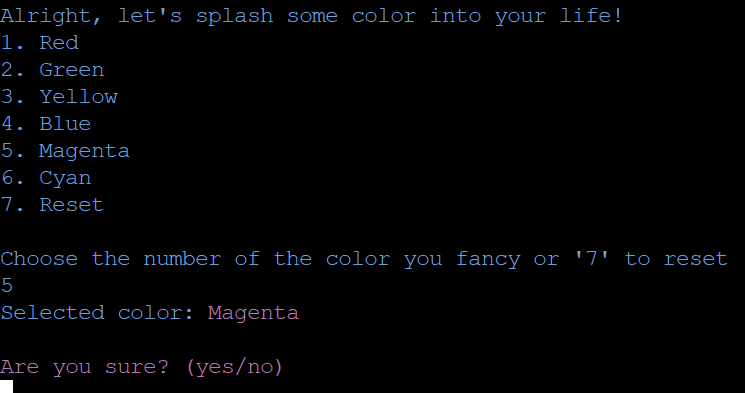 Alright, let's splash some color into your life!
1. Red
2. Green
3. Yellow
4. Blue
5. Magenta
6. Cyan
7. Reset
Choose the number of the color you fancy or '7' to reset
5
Selected color: Magenta
Are you sure? (yes/no)